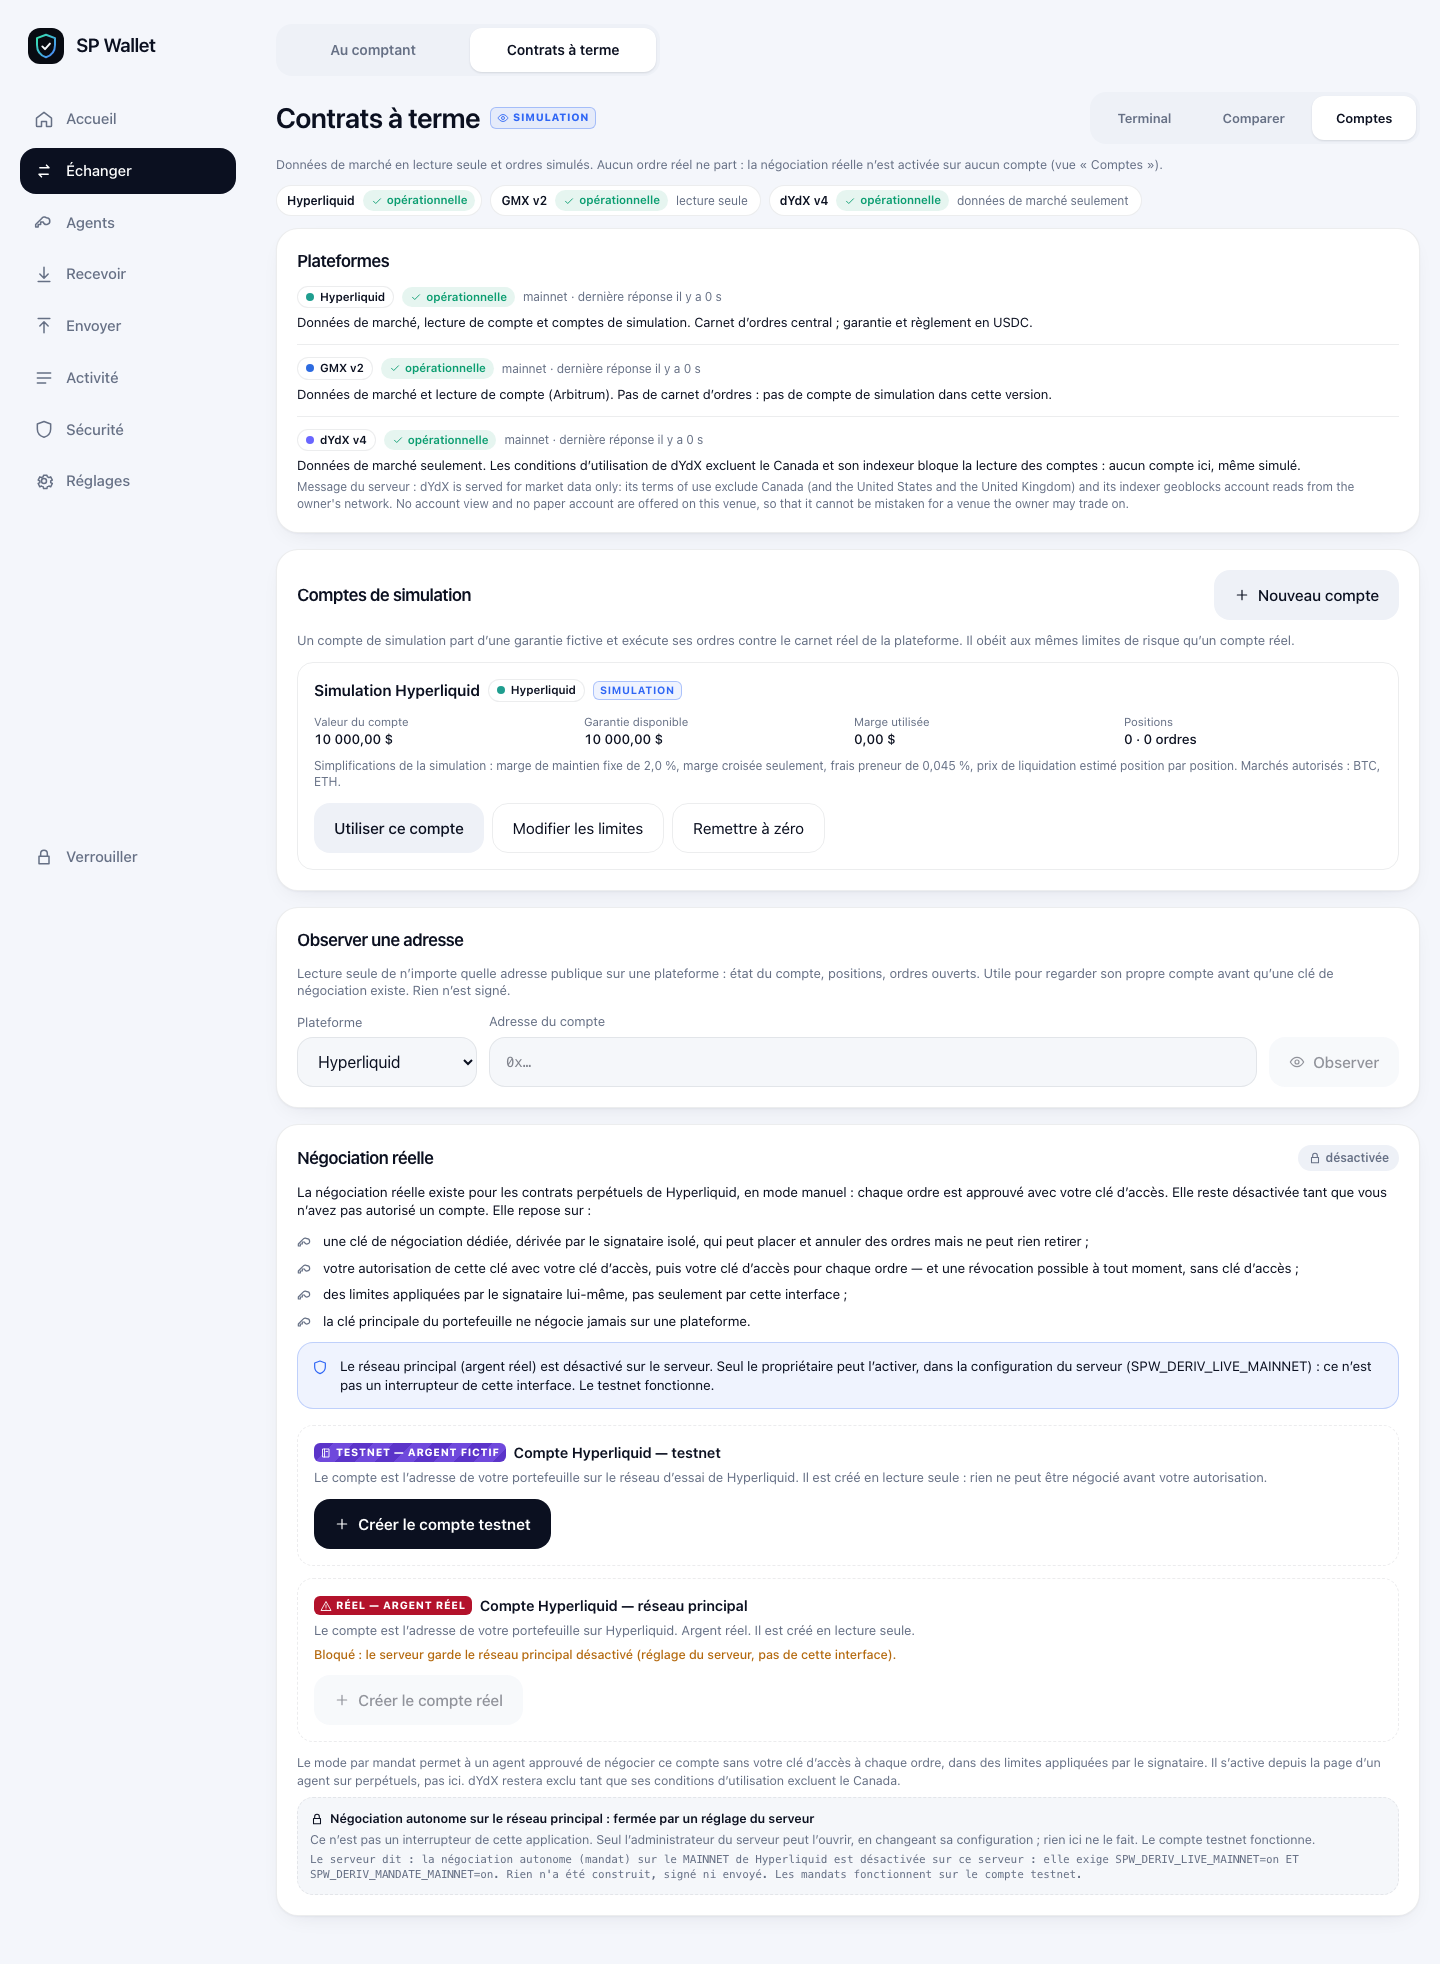 SP Wallet
Au comptant
Contrats à terme
Accueil
Échanger
Agents
Recevoir
Envoyer
Activité
Sécurité
Réglages
Verrouiller
Contrats à terme
SIMULATION
Terminal
Comparer
Comptes
Données de marché en lecture seule et ordres simulés. Aucun ordre réel ne part : la négociation réelle n’est activée sur aucun compte (vue « Comptes »).
Hyperliquid opérationnelle
GMX v2 opérationnelle lecture seule
dYdX v4 opérationnelle données de marché seulement
Plateformes
Hyperliquid opérationnelle mainnet · dernière réponse il y a 0 s
Données de marché, lecture de compte et comptes de simulation. Carnet d’ordres central ; garantie et règlement en USDC.
GMX v2 opérationnelle mainnet · dernière réponse il y a 0 s
Données de marché et lecture de compte (Arbitrum). Pas de carnet d’ordres : pas de compte de simulation dans cette version.
dYdX v4 opérationnelle mainnet · dernière réponse il y a 0 s
Données de marché seulement. Les conditions d’utilisation de dYdX excluent le Canada et son indexeur bloque la lecture des comptes : aucun compte ici, même simulé.
Message du serveur : dYdX is served for market data only: its terms of use exclude Canada (and the United States and the United Kingdom) and its indexer geoblocks account reads from the
owner's network. No account view and no paper account are offered on this venue, so that it cannot be mistaken for a venue the owner may trade on.
Comptes de simulation
Nouveau compte
Un compte de simulation part d’une garantie fictive et exécute ses ordres contre le carnet réel de la plateforme. Il obéit aux mêmes limites de risque qu’un compte réel.
Simulation Hyperliquid Hyperliquid SIMULATION
Valeur du compte
10 000,00 $
Garantie disponible
10 000,00 $
Marge utilisée
0,00 $
Positions
0 · 0 ordres
Simplifications de la simulation : marge de maintien fixe de 2,0 %, marge croisée seulement, frais preneur de 0,045 %, prix de liquidation estimé position par position. Marchés autorisés : BTC,
ETH.
Utiliser ce compte
Modifier les limites
Remettre à zéro
Observer une adresse
Lecture seule de n’importe quelle adresse publique sur une plateforme : état du compte, positions, ordres ouverts. Utile pour regarder son propre compte avant qu’une clé de
négociation existe. Rien n’est signé.
Plateforme
Hyperliquid
Adresse du compte
0x…
Observer
Négociation réelle
désactivée
La négociation réelle existe pour les contrats perpétuels de Hyperliquid, en mode manuel : chaque ordre est approuvé avec votre clé d’accès. Elle reste désactivée tant que vous
n’avez pas autorisé un compte. Elle repose sur :
une clé de négociation dédiée, dérivée par le signataire isolé, qui peut placer et annuler des ordres mais ne peut rien retirer ;
votre autorisation de cette clé avec votre clé d’accès, puis votre clé d’accès pour chaque ordre — et une révocation possible à tout moment, sans clé d’accès ;
des limites appliquées par le signataire lui-même, pas seulement par cette interface ;
la clé principale du portefeuille ne négocie jamais sur une plateforme.
Le réseau principal (argent réel) est désactivé sur le serveur. Seul le propriétaire peut l’activer, dans la configuration du serveur (SPW_DERIV_LIVE_MAINNET) : ce n’est
pas un interrupteur de cette interface. Le testnet fonctionne.
TESTNET — ARGENT FICTIF Compte Hyperliquid — testnet
Le compte est l’adresse de votre portefeuille sur le réseau d’essai de Hyperliquid. Il est créé en lecture seule : rien ne peut être négocié avant votre autorisation.
Créer le compte testnet
RÉEL — ARGENT RÉEL Compte Hyperliquid — réseau principal
Le compte est l’adresse de votre portefeuille sur Hyperliquid. Argent réel. Il est créé en lecture seule.
Bloqué : le serveur garde le réseau principal désactivé (réglage du serveur, pas de cette interface).
Créer le compte réel
Le mode par mandat permet à un agent approuvé de négocier ce compte sans votre clé d’accès à chaque ordre, dans des limites appliquées par le signataire. Il s’active depuis la page d’un
agent sur perpétuels, pas ici. dYdX restera exclu tant que ses conditions d’utilisation excluent le Canada.
Négociation autonome sur le réseau principal : fermée par un réglage du serveur
Ce n’est pas un interrupteur de cette application. Seul l’administrateur du serveur peut l’ouvrir, en changeant sa configuration ; rien ici ne le fait. Le compte testnet fonctionne.
Le serveur dit : la négociation autonome (mandat) sur le MAINNET de Hyperliquid est désactivée sur ce serveur : elle exige SPW_DERIV_LIVE_MAINNET=on ET
SPW_DERIV_MANDATE_MAINNET=on. Rien n'a été construit, signé ni envoyé. Les mandats fonctionnent sur le compte testnet.